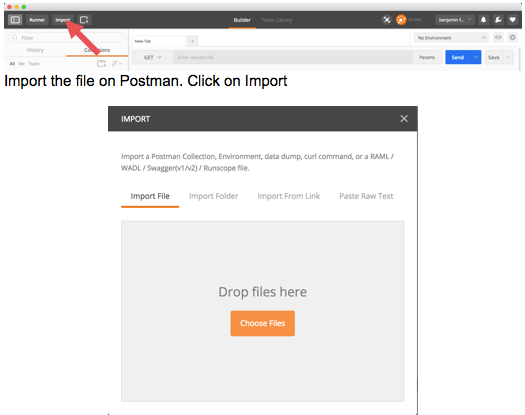 Runner
Import
Builder
Team Library
IN SYNC
benjamin S...
Filter
History
Collections
All Me Team
New Tab
No Environment
GET
Enter request URL
Params
Send
Save
Import the file on Postman. Click on Import
IMPORT
Import a Postman Collection, Environment, data dump, curl command, or a RAML /
WADL / Swagger(v1/v2) / Runscope file.
Import File
Import Folder
Import From Link
Paste Raw Text
Drop files here
Choose Files